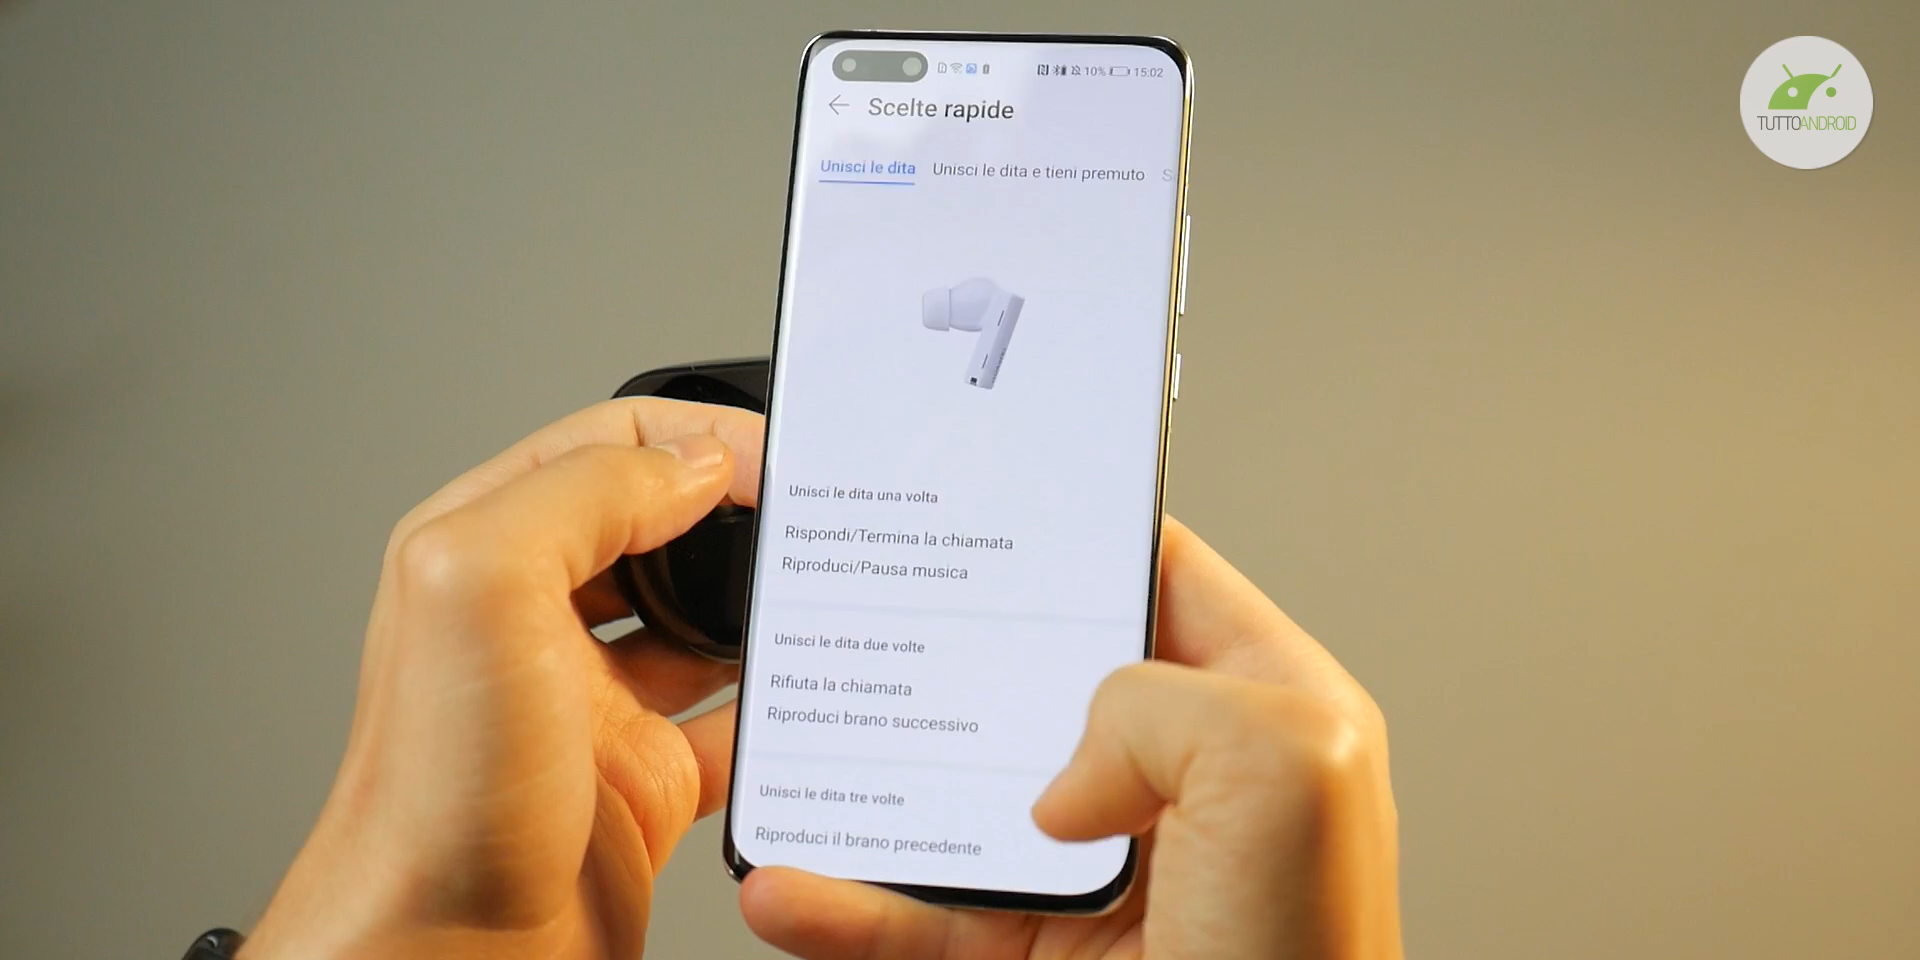 10% 15:02
Scelte rapide
Unisci le dita Unisci le dita e tieni premuto S
Unisci le dita una volta
Rispondi/Termina la chiamata
Riproduci/Pausa musica
Unisci le dita due volte
Rifiuta la chiamata
Riproduci brano successivo
Unisci le dita tre volte
Riproduci il brano precedente
TUTTOANDROID